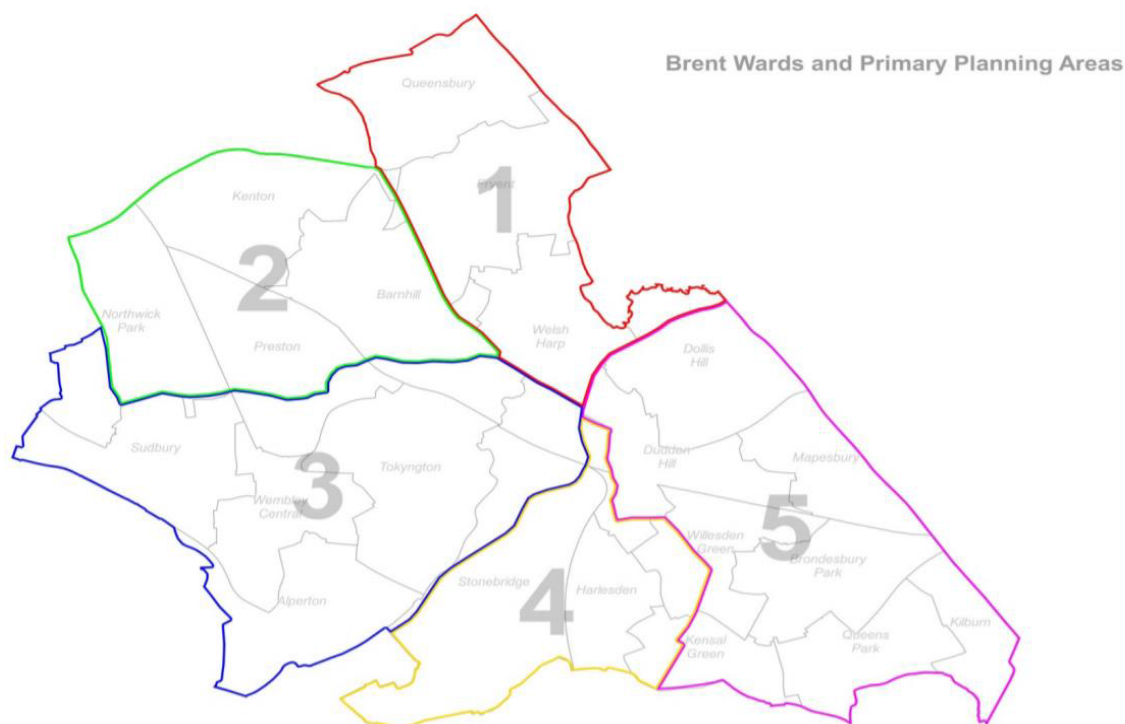 Brent Wards and Primary Planning Areas
Queensbury
Fryent
1
Kenton
2
Barnhill
Northwick
Park
Preston
Welsh
Harp
Dollis
Hill
Sudbury
Tokyngton
3
Wembley
Central
Alperton
Dudden
Hill
Mapesbury
5
Willesden
Green
Brondesbury
Park
Stonebridge
4
Harlesden
Kensal
Green
Queens
Park
Kilburn